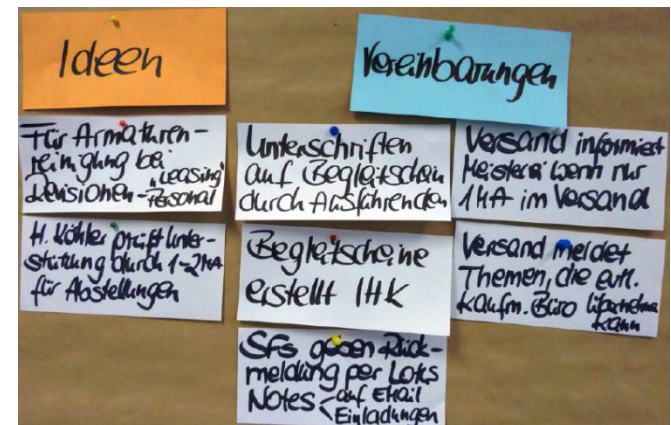 Ideen
Vereinbarungen
Für Armaturen-
reinigung bei
Revisionen - "Leasing"
Personal
H. Köhler prüft Unter-
stützung durch 1-2 MA
für Abstellungen
Unterschriften
auf Begleitschein
durch Ausführenden
Begleitscheine
erstellt IHK
SFs geben Rück-
meldung per Lotus
Notes < auf EMail
Einladungen
Versand informiert
Meisterei wenn nur
1 MA im Versand
Versand meldet
Themen, die evtl.
Kaufm. Büro übernehmen
kann